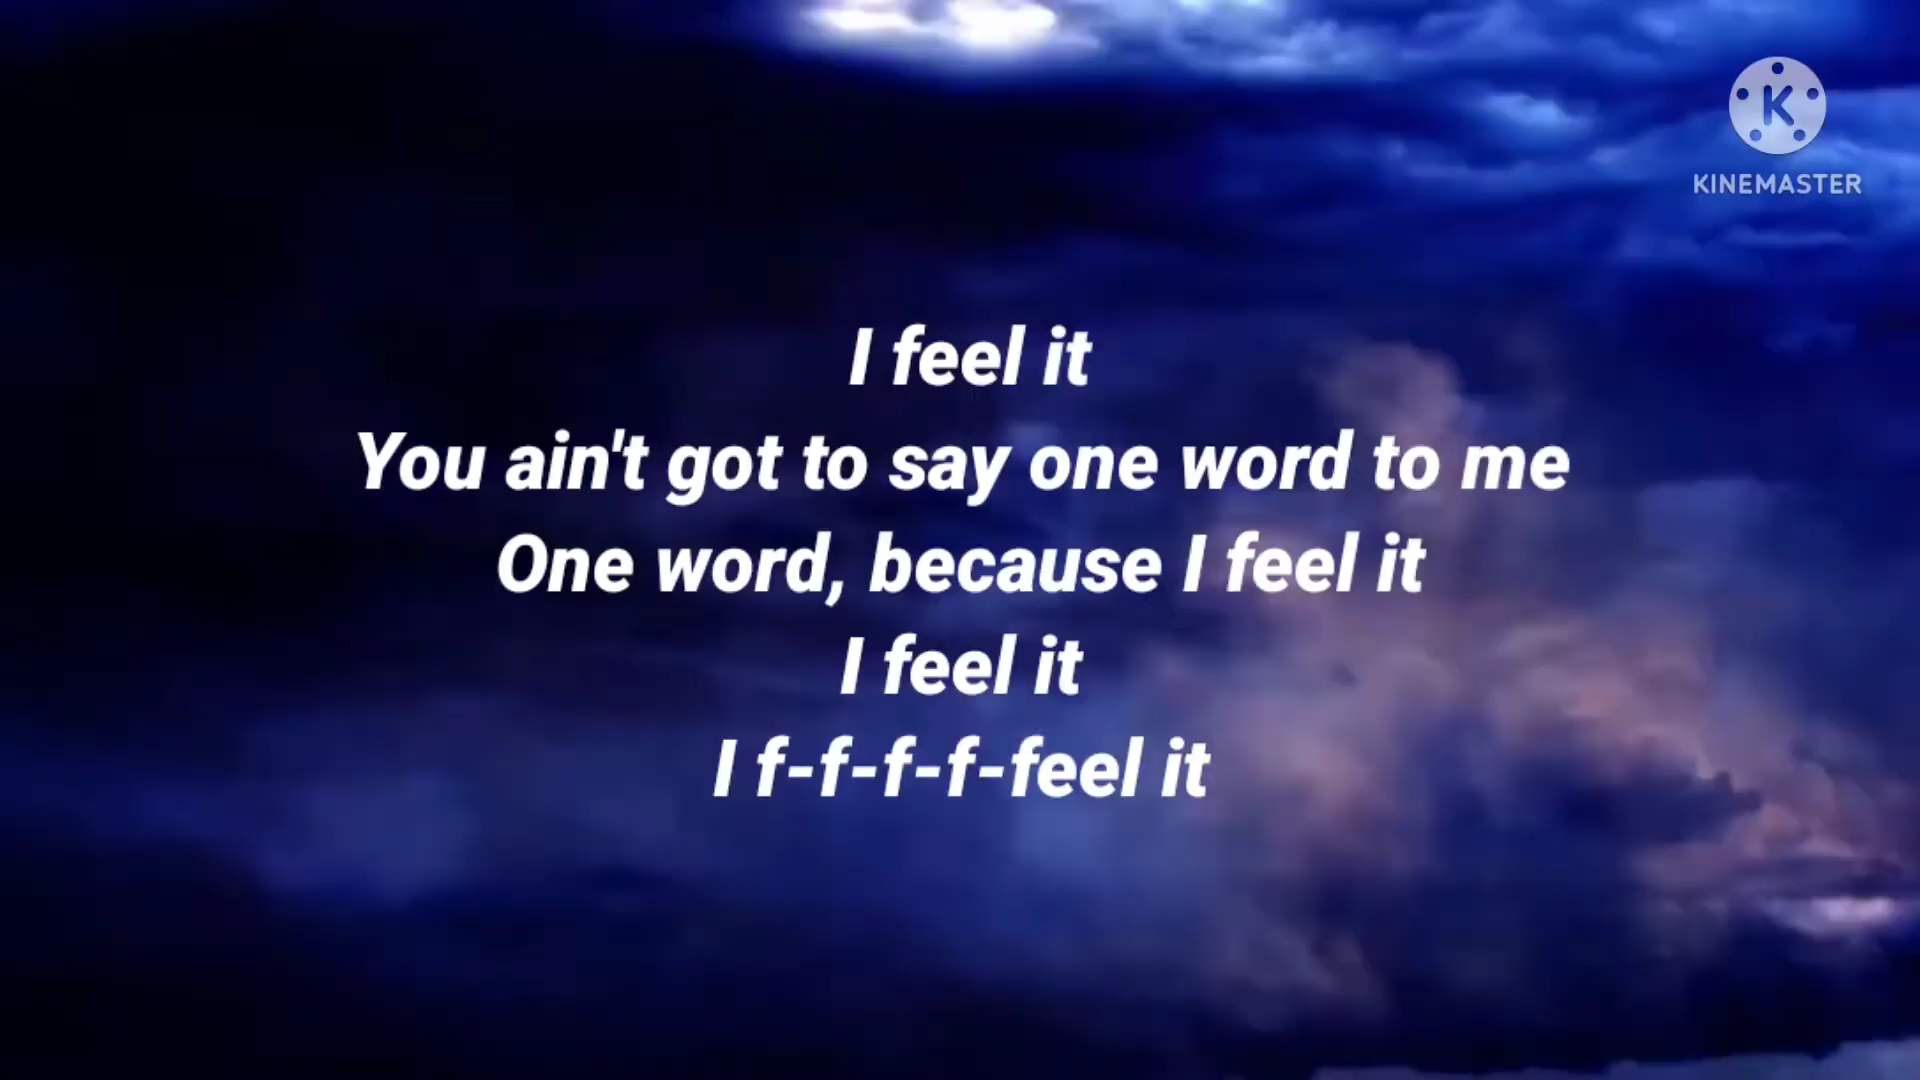 KINEMASTER
I feel it
You ain't got to say one word to me
One word, because I feel it
I feel it
I f-f-f-f-feel it